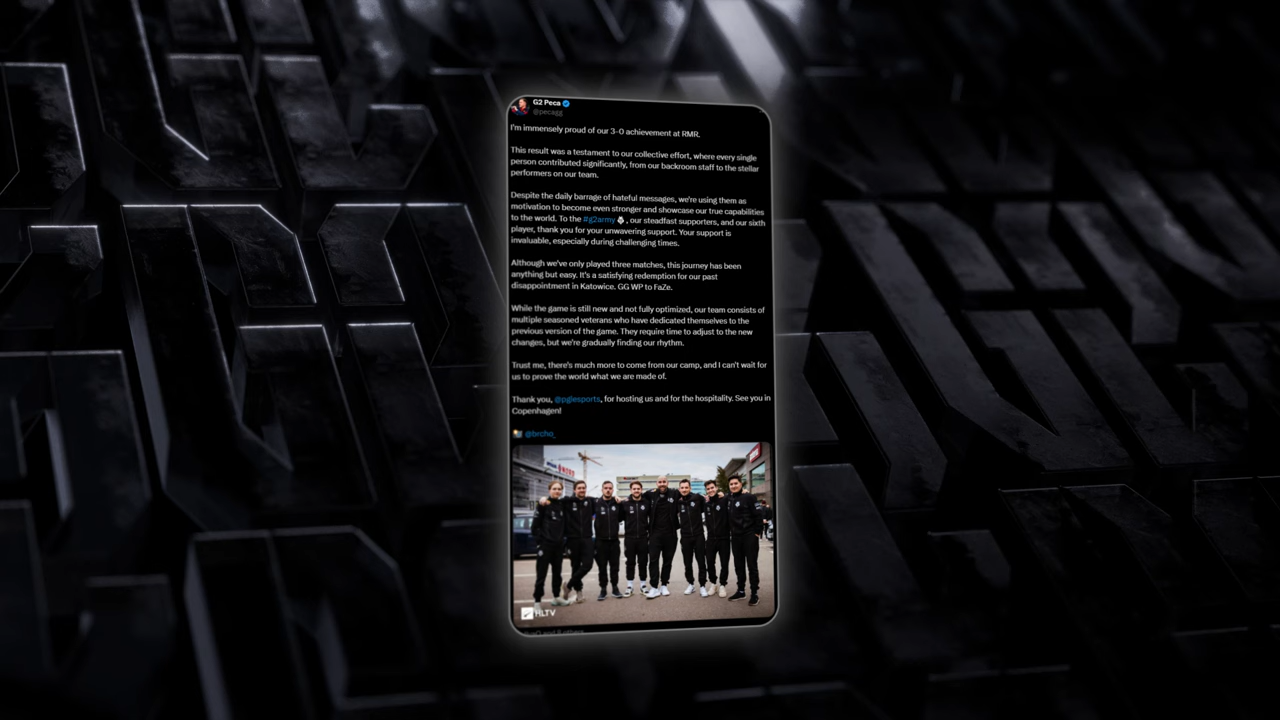 G2 Peca
@pecagg
I'm immensely proud of our 3-0 achievement at RMR.
This result was a testament to our collective effort, where every single
person contributed significantly, from our backroom staff to the stellar
performers on our team.
Despite the daily barrage of hateful messages, we're using them as
motivation to become even stronger and showcase our true capabilities
to the world. To the #g2army , our steadfast supporters, and our sixth
player, thank you for your unwavering support. Your support is
invaluable, especially during challenging times.
Although we've only played three matches, this journey has been
anything but easy. It's a satisfying redemption for our past
disappointment in Katowice. GG WP to FaZe.
While the game is still new and not fully optimized, our team consists of
multiple seasoned veterans who have dedicated themselves to the
previous version of the game. They require time to adjust to the new
changes, but we're gradually finding our rhythm.
Trust me, there's much more to come from our camp, and I can't wait for
us to prove the world what we are made of.
Thank you, @pglesports, for hosting us and for the hospitality. See you in
Copenhagen!
📸 @brcho_
HLTV